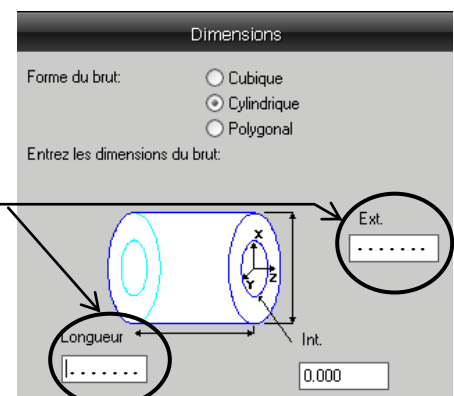 Dimensions
Forme du brut:
Cubique
Cylindrique
Polygonal
Entrez les dimensions du brut:
Ext.
.......
X
Y
Z
Longueur
.......
Int.
0.000